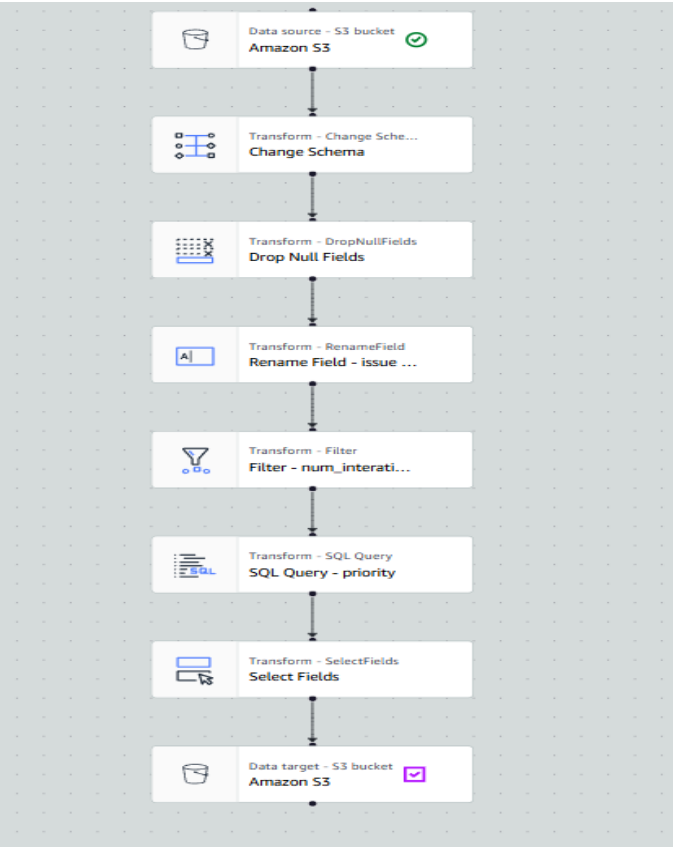 Data source - S3 bucket
Amazon S3
Transform - Change Sche...
Change Schema
Transform - DropNullFields
Drop Null Fields
A
Transform - RenameField
Rename Field - issue ...
Transform - Filter
Filter - num_interati...
SQL
Transform - SQL Query
SQL Query - priority
Transform - SelectFields
Select Fields
Data target - S3 bucket
Amazon S3